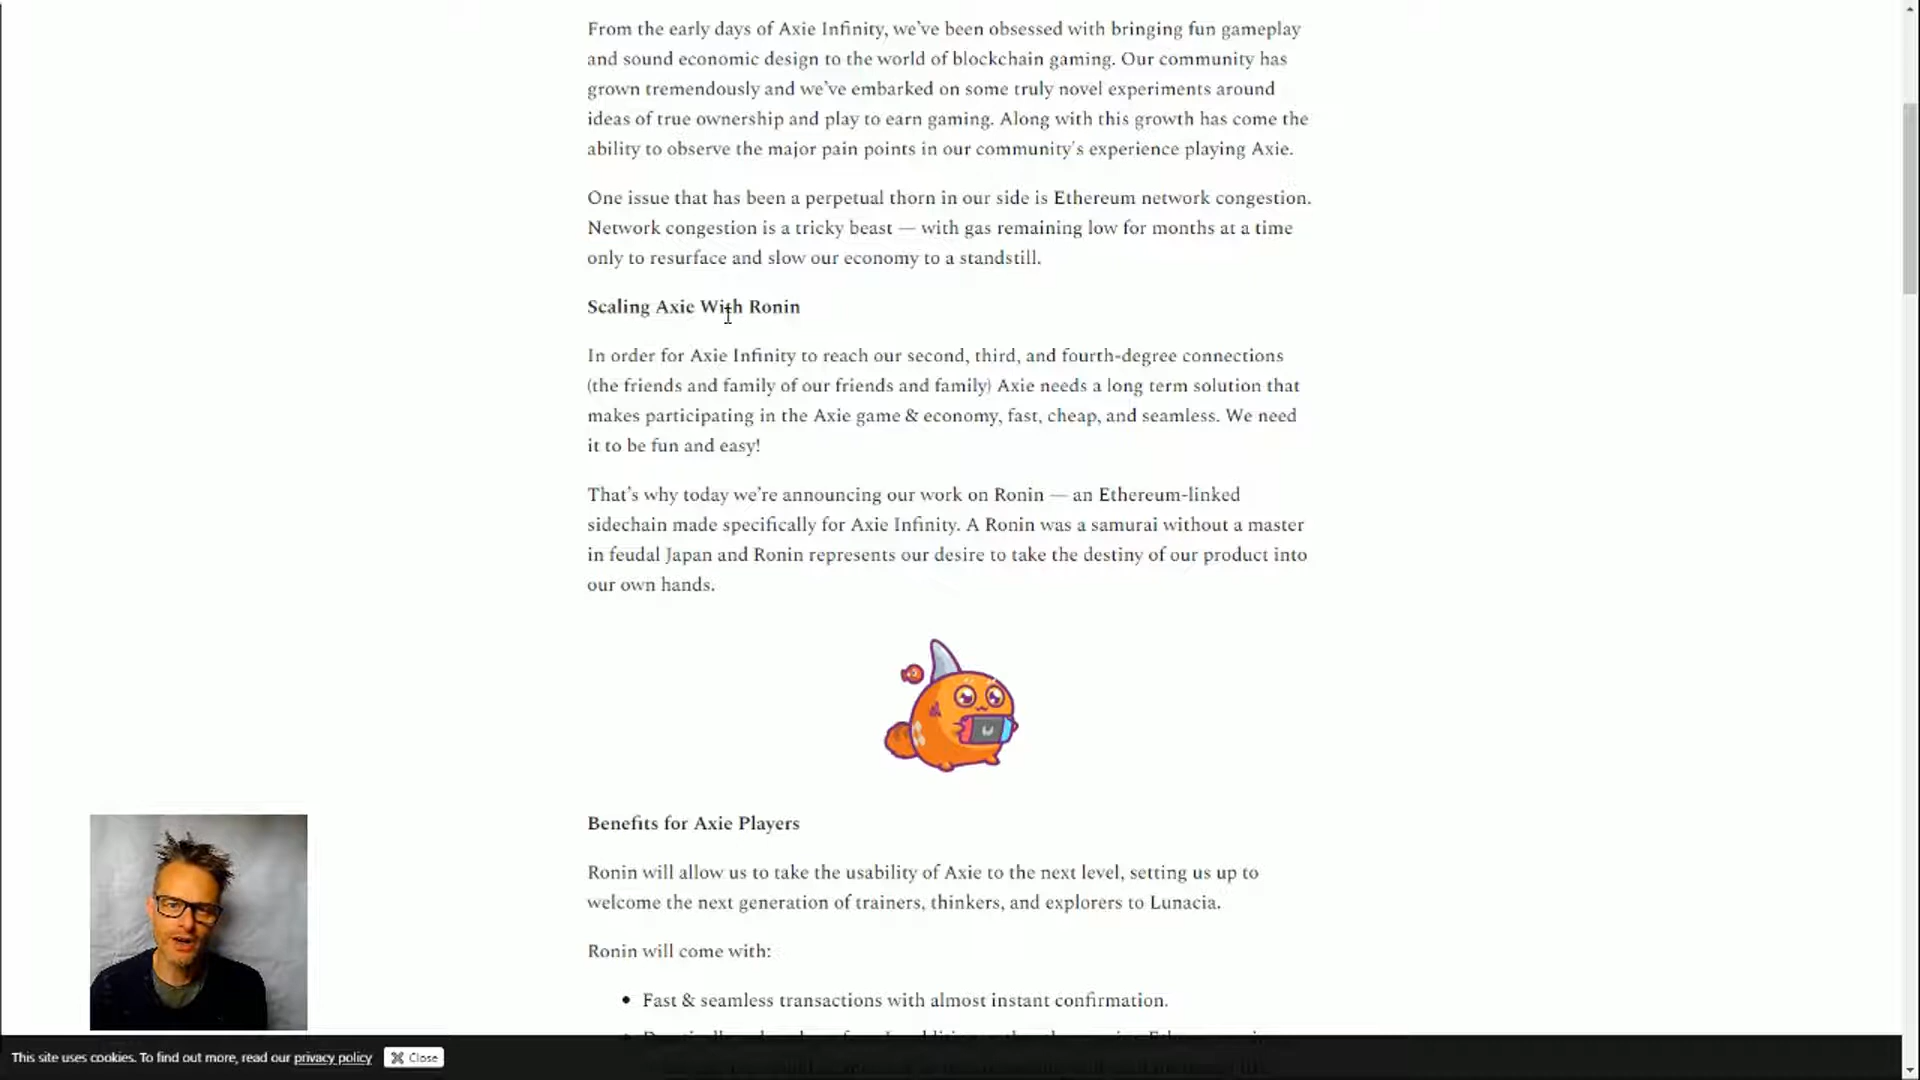 From the early days of Axie Infinity, we’ve been obsessed with bringing fun gameplay
and sound economic design to the world of blockchain gaming. Our community has
grown tremendously and we’ve embarked on some truly novel experiments around
ideas of true ownership and play to earn gaming. Along with this growth has come the
ability to observe the major pain points in our community’s experience playing Axie.
One issue that has been a perpetual thorn in our side is Ethereum network congestion.
Network congestion is a tricky beast — with gas remaining low for months at a time
only to resurface and slow our economy to a standstill.
Scaling Axie With Ronin
In order for Axie Infinity to reach our second, third, and fourth-degree connections
(the friends and family of our friends and family) Axie needs a long term solution that
makes participating in the Axie game & economy, fast, cheap, and seamless. We need
it to be fun and easy!
That’s why today we’re announcing our work on Ronin — an Ethereum-linked
sidechain made specifically for Axie Infinity. A Ronin was a samurai without a master
in feudal Japan and Ronin represents our desire to take the destiny of our product into
our own hands.
Benefits for Axie Players
Ronin will allow us to take the usability of Axie to the next level, setting us up to
welcome the next generation of trainers, thinkers, and explorers to Lunacia.
Ronin will come with:
• Fast & seamless transactions with almost instant confirmation.
This site uses cookies. To find out more, read our privacy policy Close